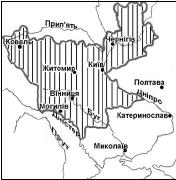 Прип'ять
Чернігів
Ковель
Київ
Житомир
Полтава
Вінниця
Дніпро
Могилів
Буг
Катеринослав
Дністер
Прут
Миколаїв